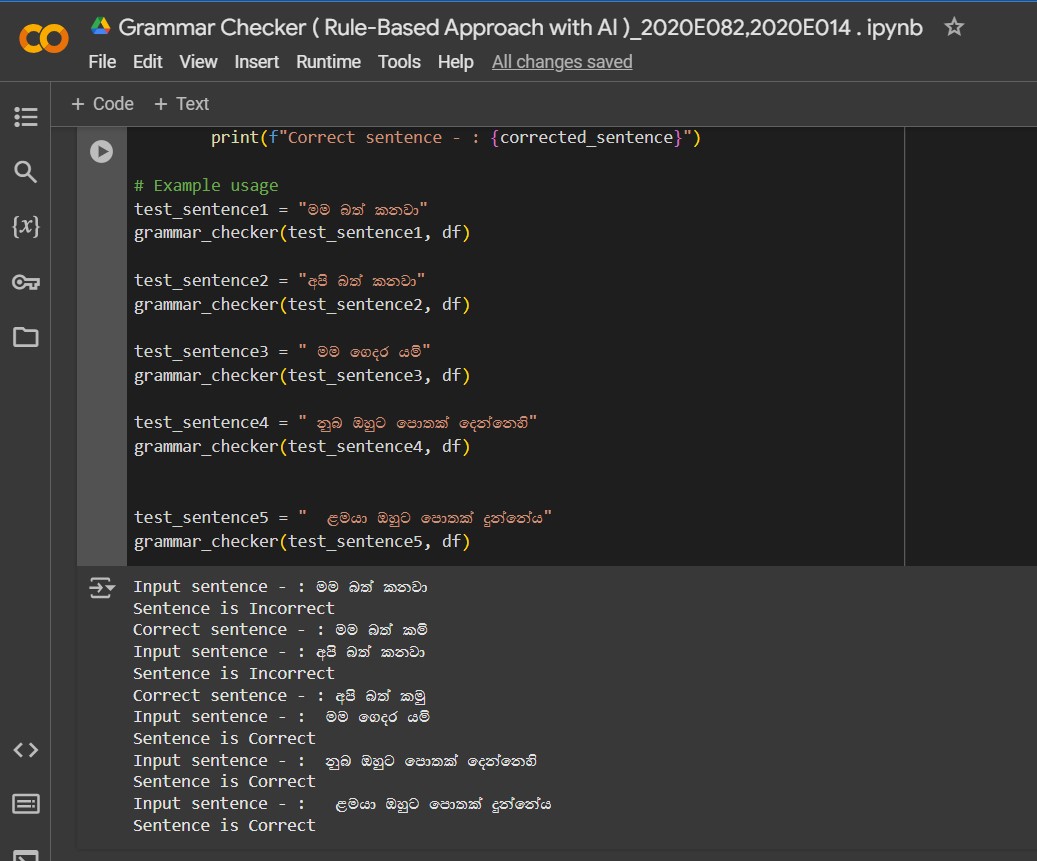 Grammar Checker ( Rule-Based Approach with AI )_2020E082,2020E014 . ipynb
File Edit View Insert Runtime Tools Help All changes saved
+ Code + Text
print(f"Correct sentence - : {corrected_sentence}")
# Example usage
test_sentence1 = "මම බත් කනවා"
grammar_checker(test_sentence1, df)
test_sentence2 = "අපි බත් කනවා"
grammar_checker(test_sentence2, df)
test_sentence3 = " මම ගෙදර යමි"
grammar_checker(test_sentence3, df)
test_sentence4 = " නුබ ඔහුට පොතක් දෙන්නෙහි"
grammar_checker(test_sentence4, df)
test_sentence5 = "  ළමයා ඔහුට පොතක් දුන්නේය"
grammar_checker(test_sentence5, df)
Input sentence - : මම බත් කනවා
Sentence is Incorrect
Correct sentence - : මම බත් කමි
Input sentence - : අපි බත් කනවා
Sentence is Incorrect
Correct sentence - : අපි බත් කමු
Input sentence - :  මම ගෙදර යමි
Sentence is Correct
Input sentence - :  නුබ ඔහුට පොතක් දෙන්නෙහි
Sentence is Correct
Input sentence - :   ළමයා ඔහුට පොතක් දුන්නේය
Sentence is Correct